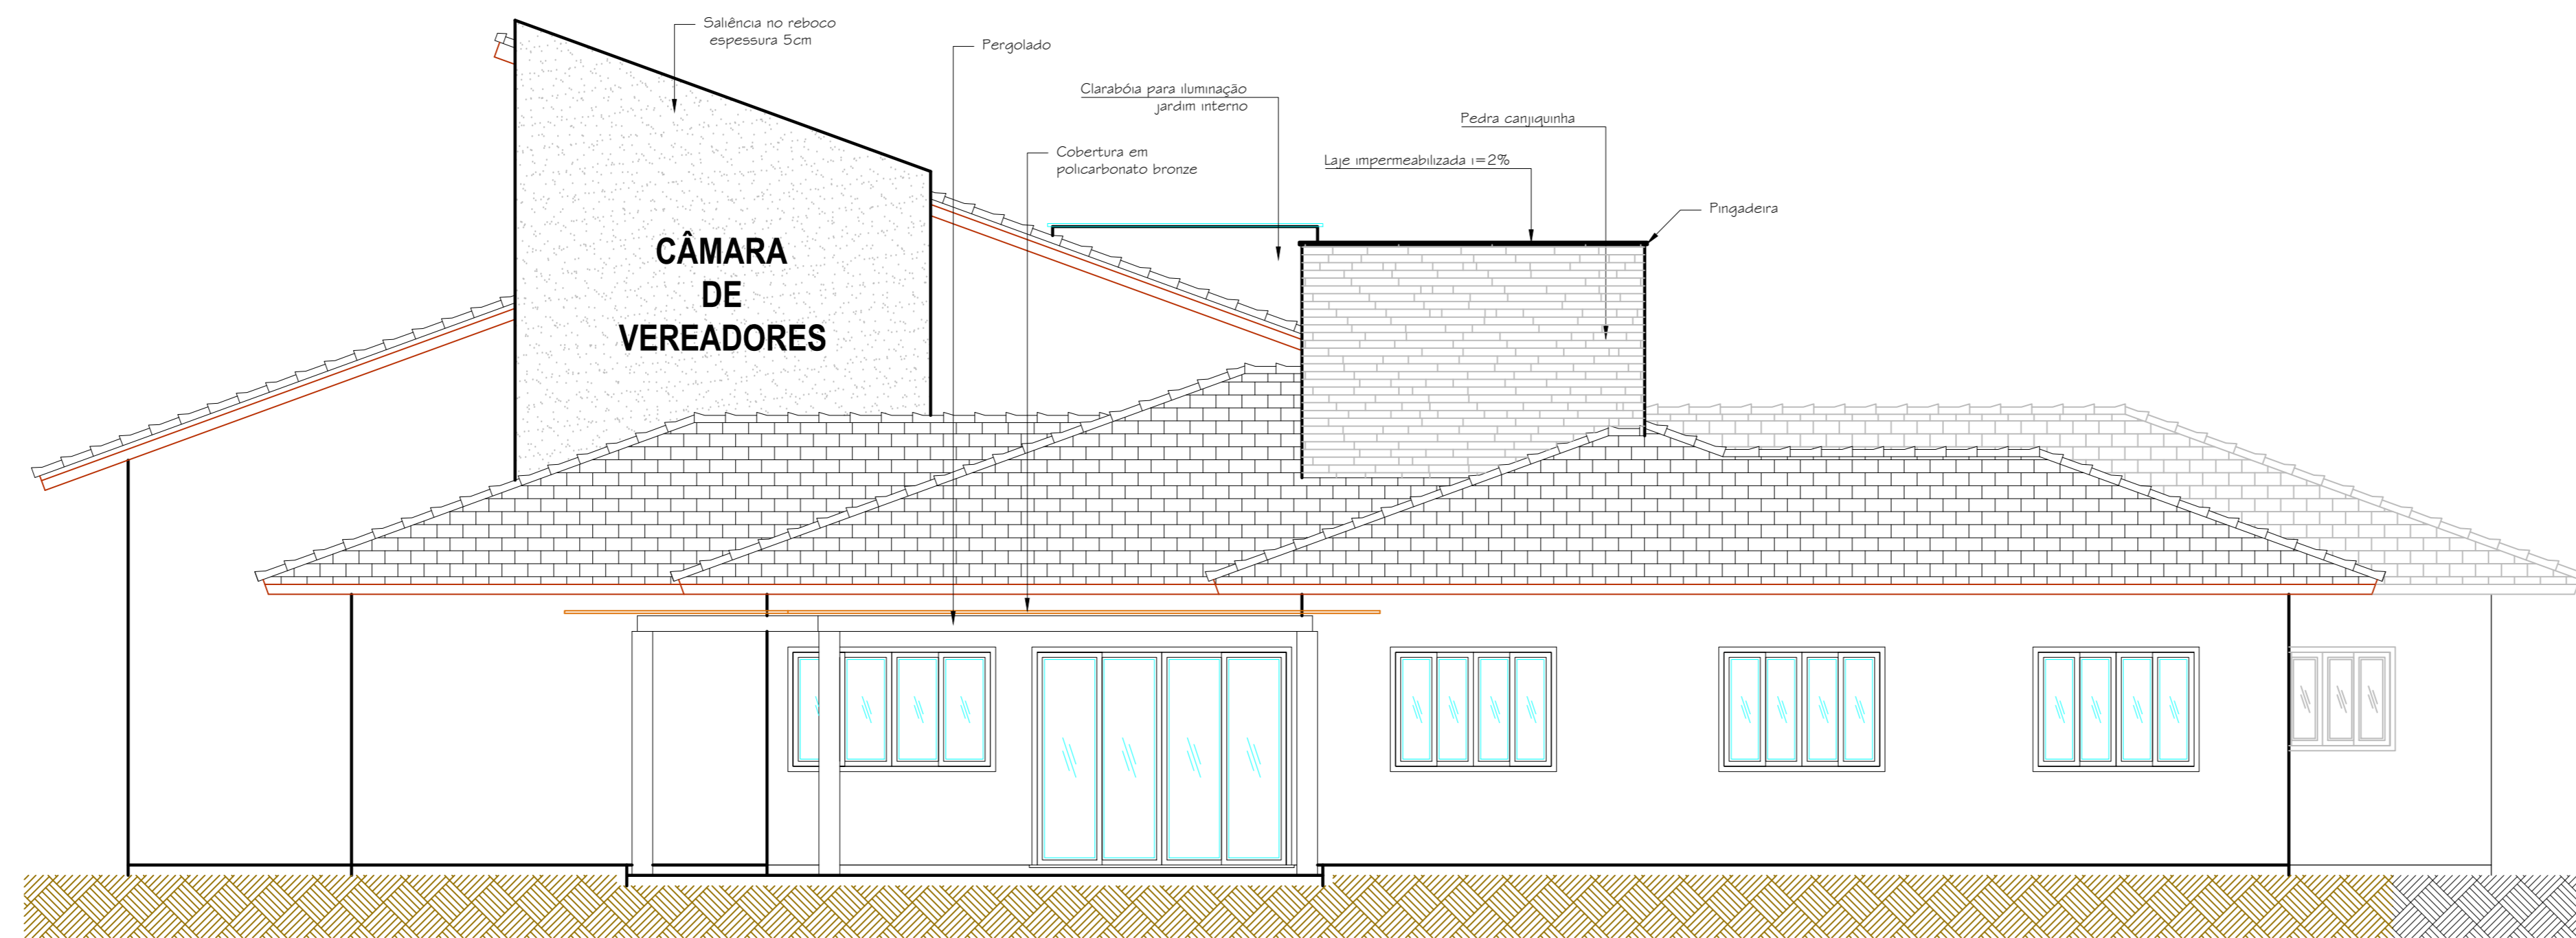 Saliência no reboco
espessura 5cm
Pergolado
Clarabóia para iluminação
jardim interno
Pedra canjiquinha
Cobertura em
policarbonato bronze
Laje impermeabilizada i=2%
Pingadeira
CÂMARA
DE
VEREADORES